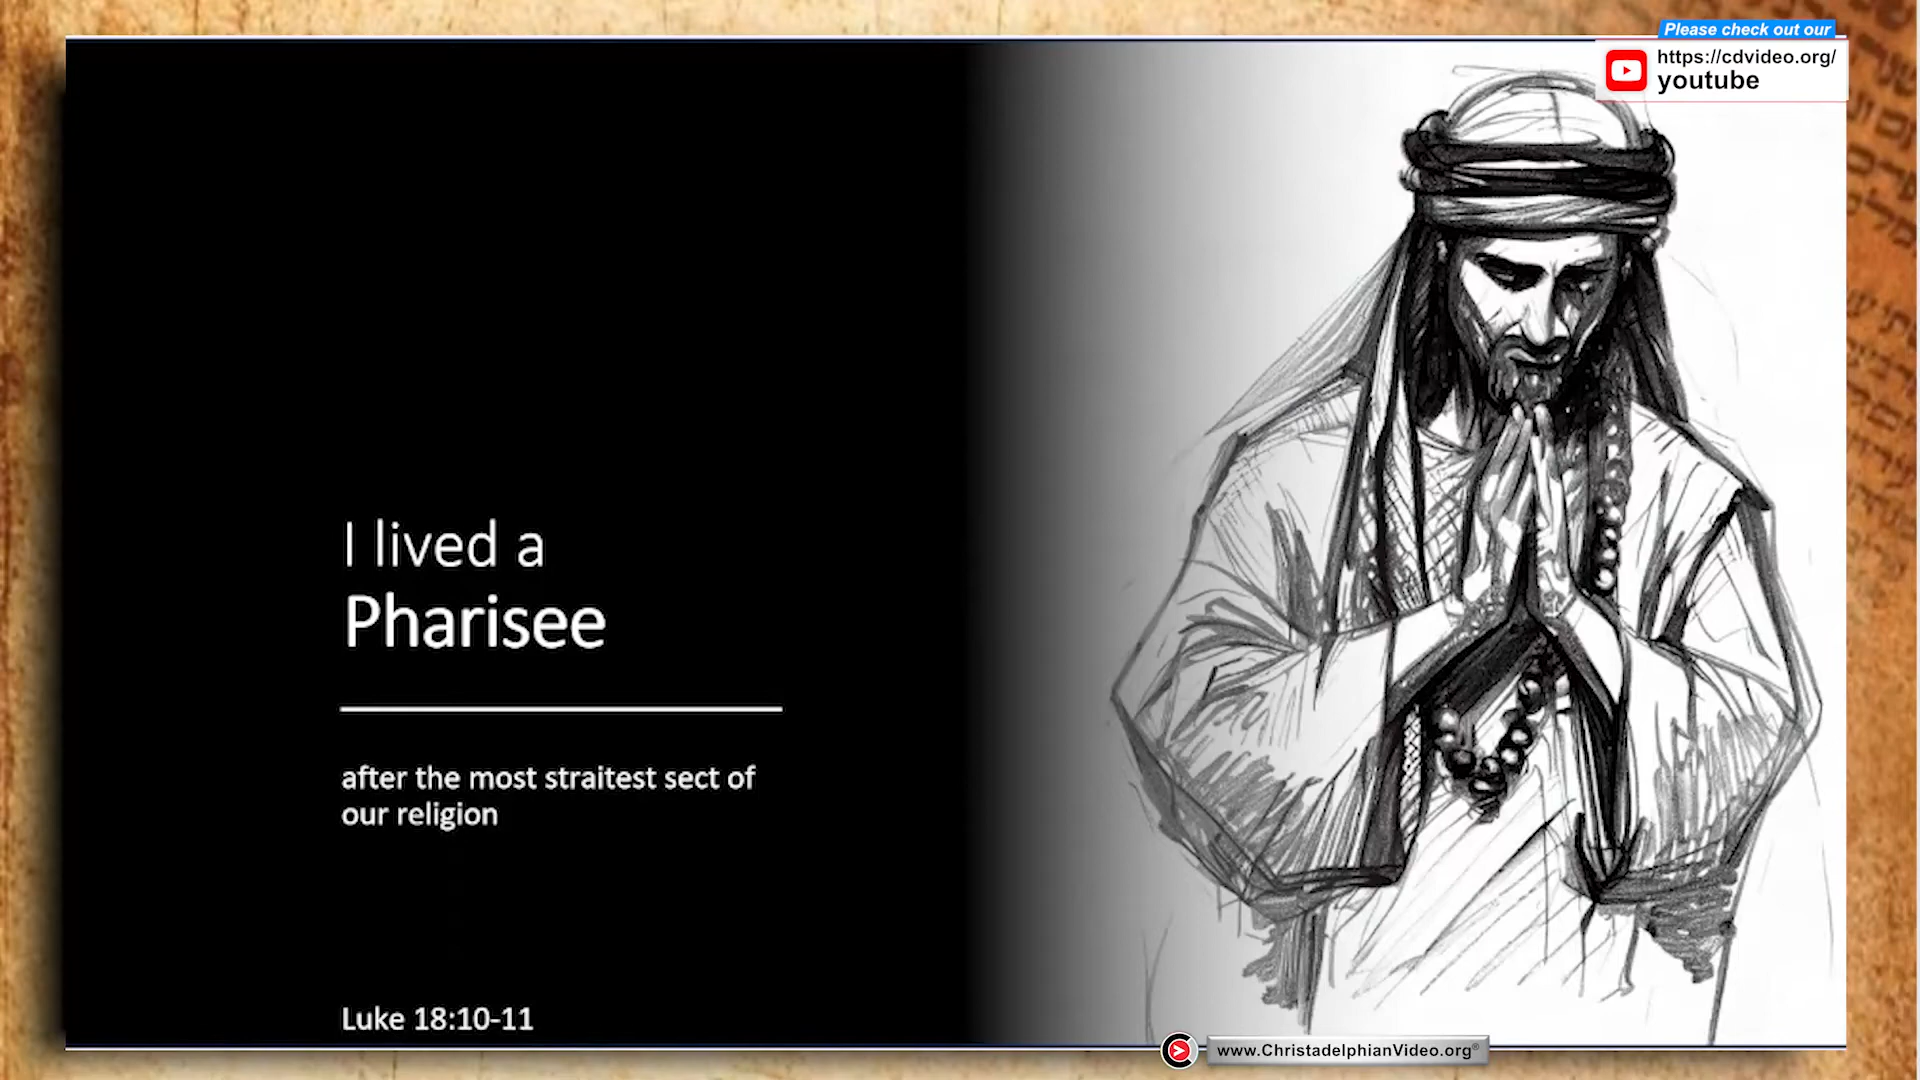 Please check out our
https://cdvideo.org/
youtube
I lived a
Pharisee
after the most straitest sect of
our religion
Luke 18:10-11
www.ChristadelphianVideo.org®